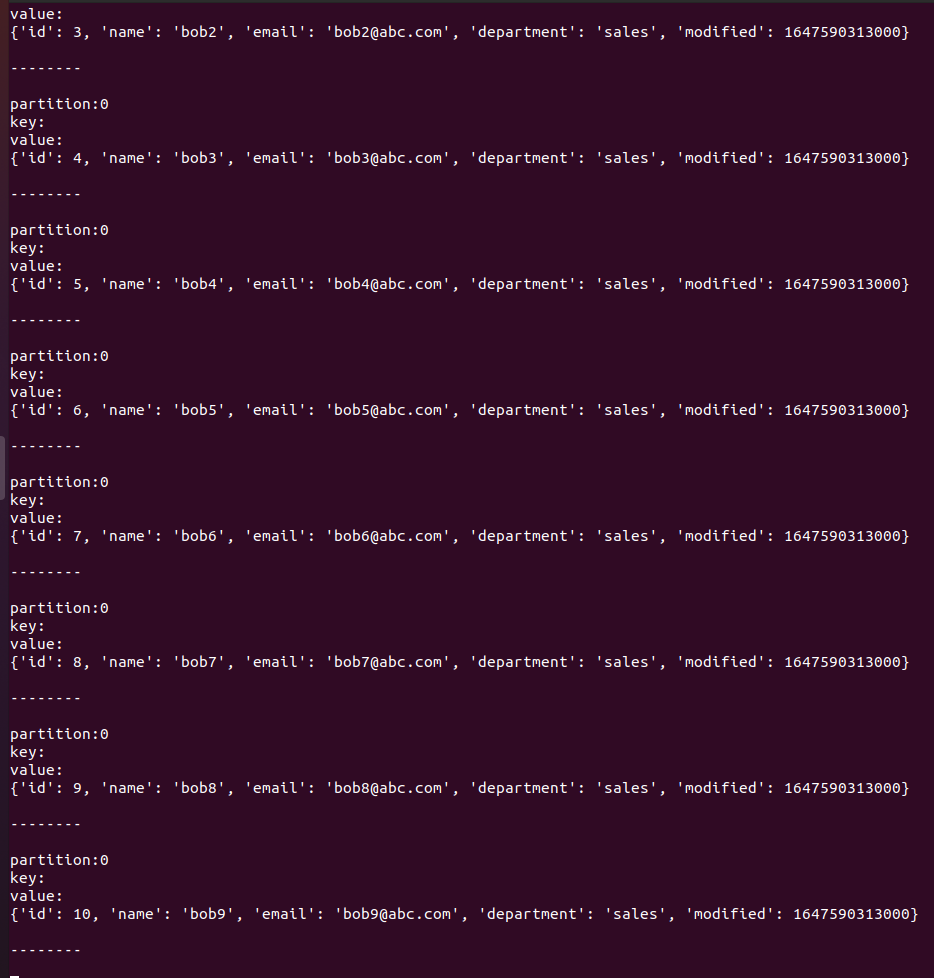 value:
{'id': 3, 'name': 'bob2', 'email': 'bob2@abc.com', 'department': 'sales', 'modified': 1647590313000}
--------
partition:0
key:
value:
{'id': 4, 'name': 'bob3', 'email': 'bob3@abc.com', 'department': 'sales', 'modified': 1647590313000}
--------
partition:0
key:
value:
{'id': 5, 'name': 'bob4', 'email': 'bob4@abc.com', 'department': 'sales', 'modified': 1647590313000}
--------
partition:0
key:
value:
{'id': 6, 'name': 'bob5', 'email': 'bob5@abc.com', 'department': 'sales', 'modified': 1647590313000}
--------
partition:0
key:
value:
{'id': 7, 'name': 'bob6', 'email': 'bob6@abc.com', 'department': 'sales', 'modified': 1647590313000}
--------
partition:0
key:
value:
{'id': 8, 'name': 'bob7', 'email': 'bob7@abc.com', 'department': 'sales', 'modified': 1647590313000}
--------
partition:0
key:
value:
{'id': 9, 'name': 'bob8', 'email': 'bob8@abc.com', 'department': 'sales', 'modified': 1647590313000}
--------
partition:0
key:
value:
{'id': 10, 'name': 'bob9', 'email': 'bob9@abc.com', 'department': 'sales', 'modified': 1647590313000}
--------